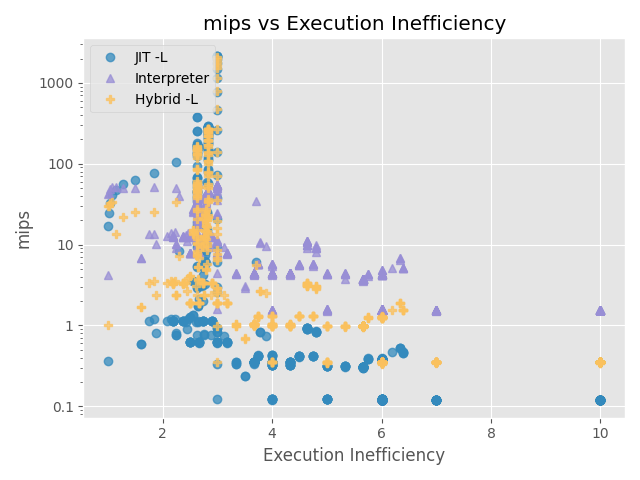 mips vs Execution Inefficiency
JIT -L
Interpreter
Hybrid -L
1000
100
10
1
0.1
mips
2
4
6
8
10
Execution Inefficiency